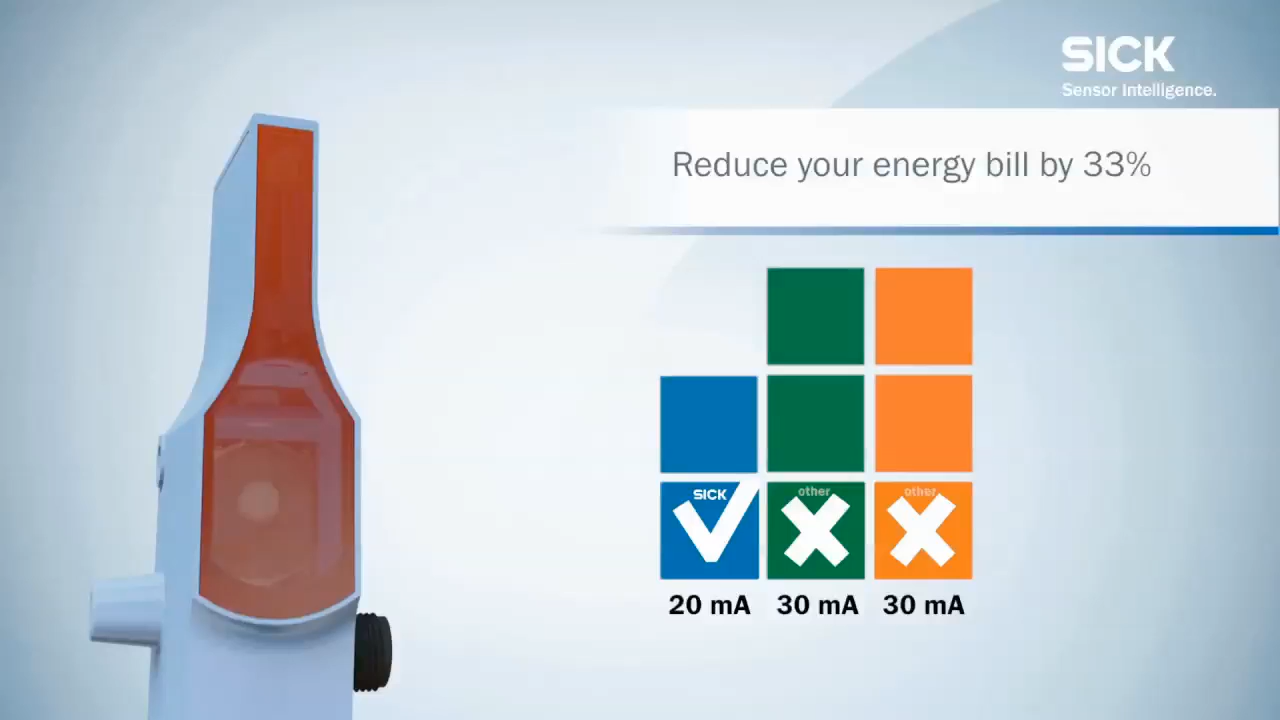 SICK
Sensor Intelligence.
Reduce your energy bill by 33%
SICK other other
20 mA 30 mA 30 mA